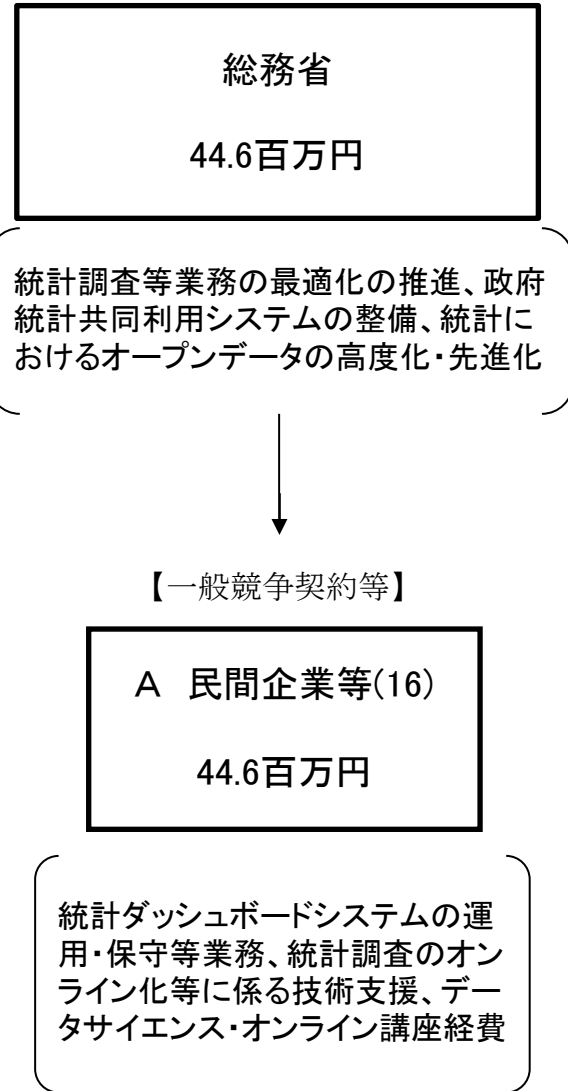 総務省
44.6百万円
統計調査等業務の最適化の推進、政府
統計共同利用システムの整備、統計に
おけるオープンデータの高度化・先進化
【一般競争契約等】
A 民間企業等(16)
44.6百万円
統計ダッシュボードシステムの運
用・保守等業務、統計調査のオン
ライン化等に係る技術支援、デー
タサイエンス・オンライン講座経費